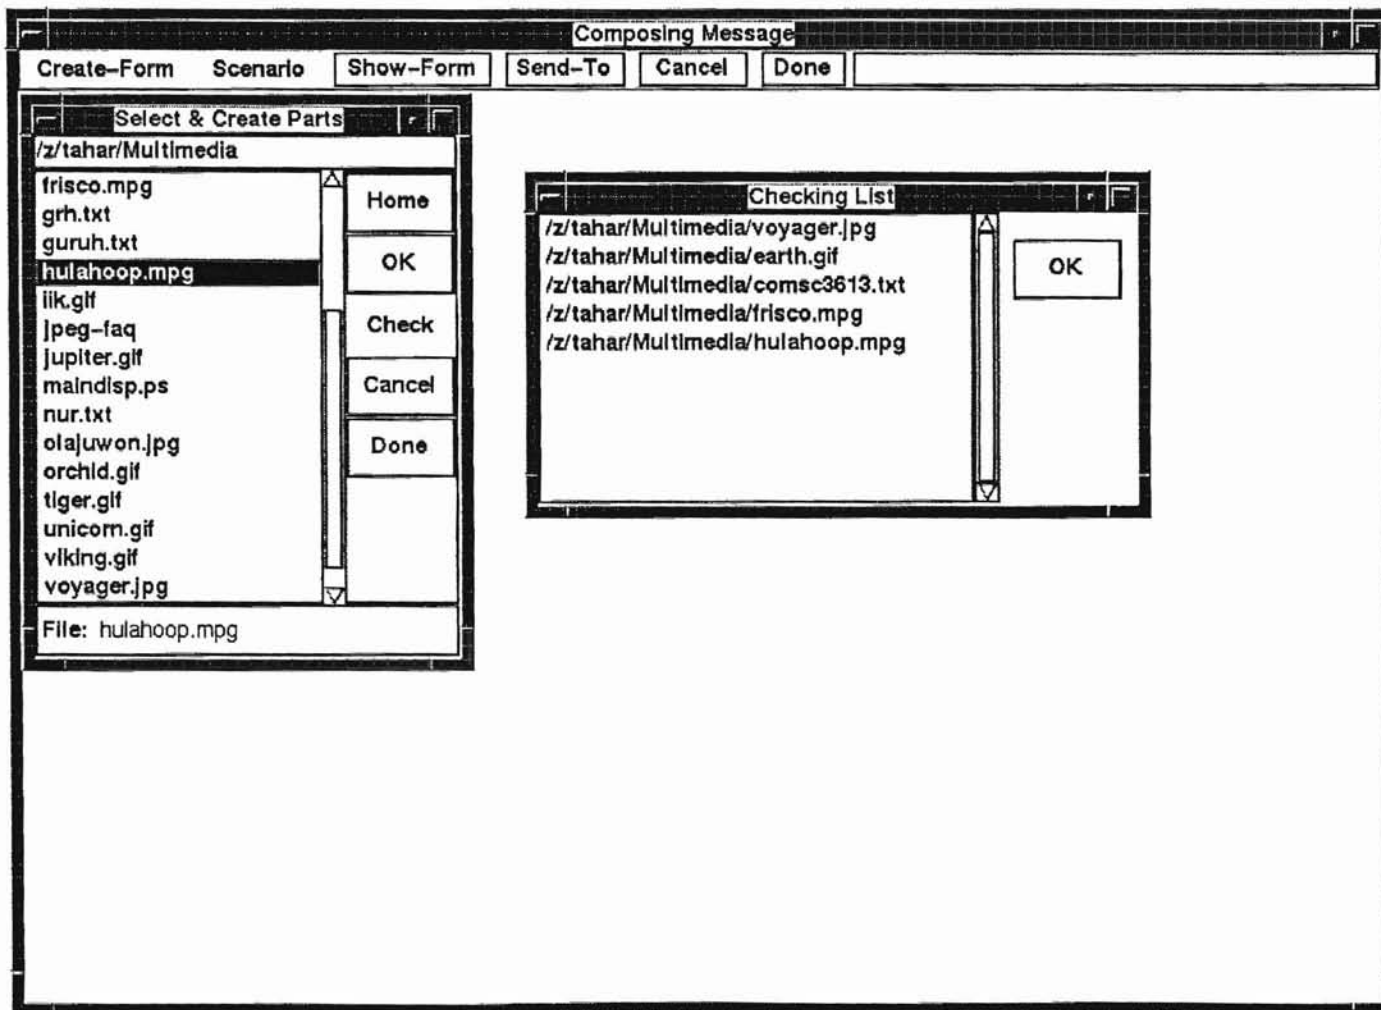 Composing Message
Create-Form Scenario Show-Form Send-To Cancel Done
Select & Create Parts
/z/tahar/Multimedia
frisco.mpg
grh.txt
guruh.txt
hulahoop.mpg
iik.gif
jpeg-faq
jupiter.gif
maindisp.ps
nur.txt
olajuwon.jpg
orchid.gif
tiger.gif
unicorn.gif
viking.gif
voyager.jpg
Home
OK
Check
Cancel
Done
File: hulahoop.mpg
Checking List
/z/tahar/Multimedia/voyager.jpg
/z/tahar/Multimedia/earth.gif
/z/tahar/Multimedia/comsc3613.txt
/z/tahar/Multimedia/frisco.mpg
/z/tahar/Multimedia/hulahoop.mpg
OK